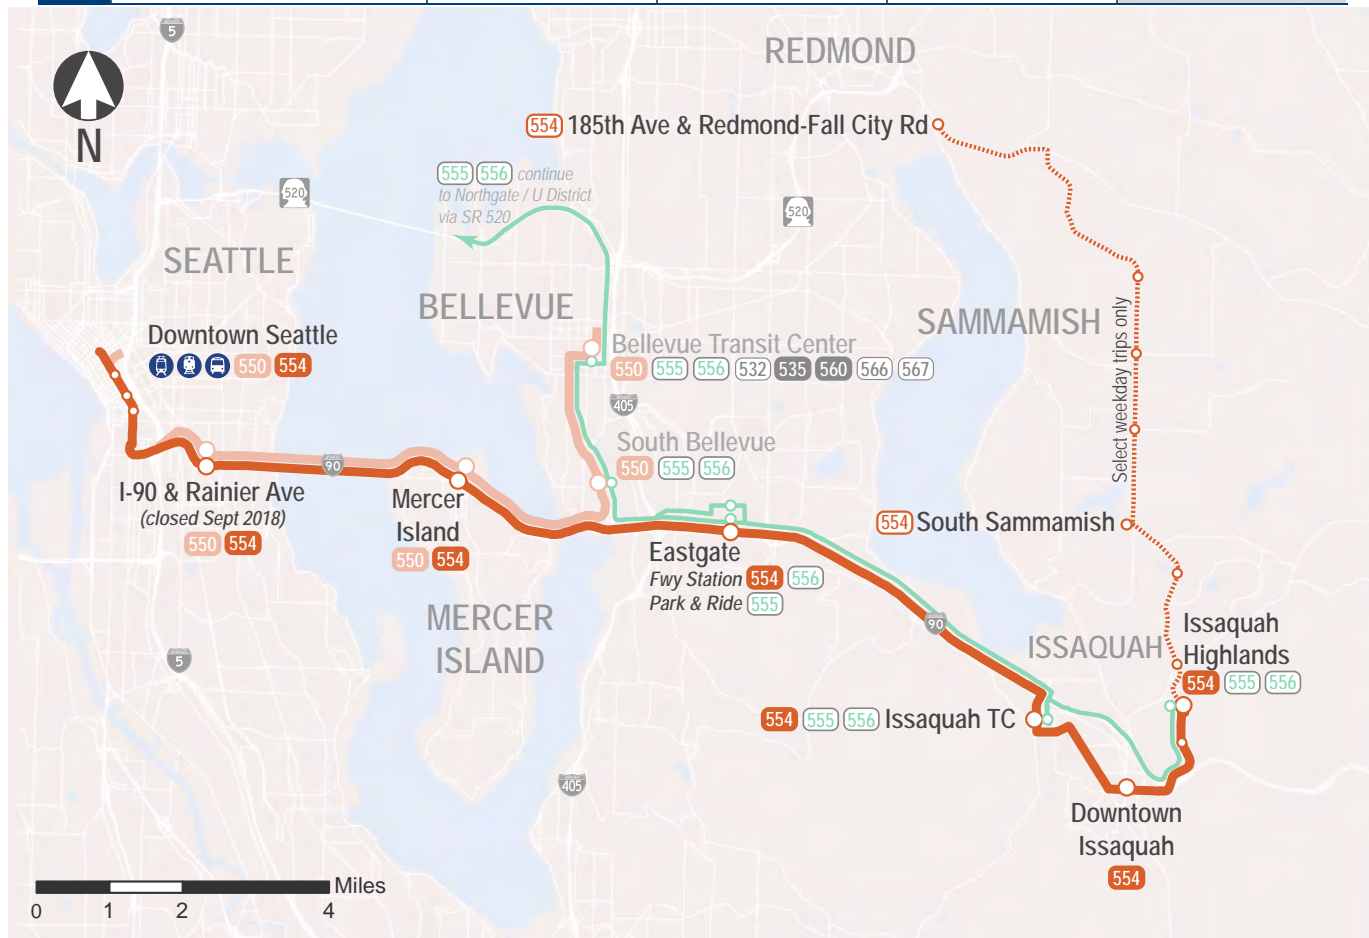 5
REDMOND
N
554 185th Ave & Redmond-Fall City Rd
555 556 continue
to Northgate / U District
via SR 520
520
520
SEATTLE
BELLEVUE
SAMMAMISH
Select weekday trips only
Downtown Seattle
550 554
Bellevue Transit Center
550 555 556 532 535 560 566 567
405
South Bellevue
550 555 556
90
I-90 & Rainier Ave
(closed Sept 2018)
550 554
Mercer
Island
550 554
554 South Sammamish
Eastgate
Fwy Station 554 556
Park & Ride 555
90
MERCER
ISLAND
ISSAQUAH
Issaquah
Highlands
554 555 556
5
554 555 556 Issaquah TC
405
Downtown
Issaquah
554
Miles
0 1 2 4